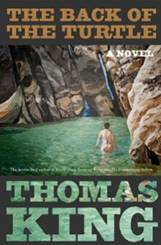 THE BACK OF
THE TURTLE
A NOVEL
THOMAS
KING